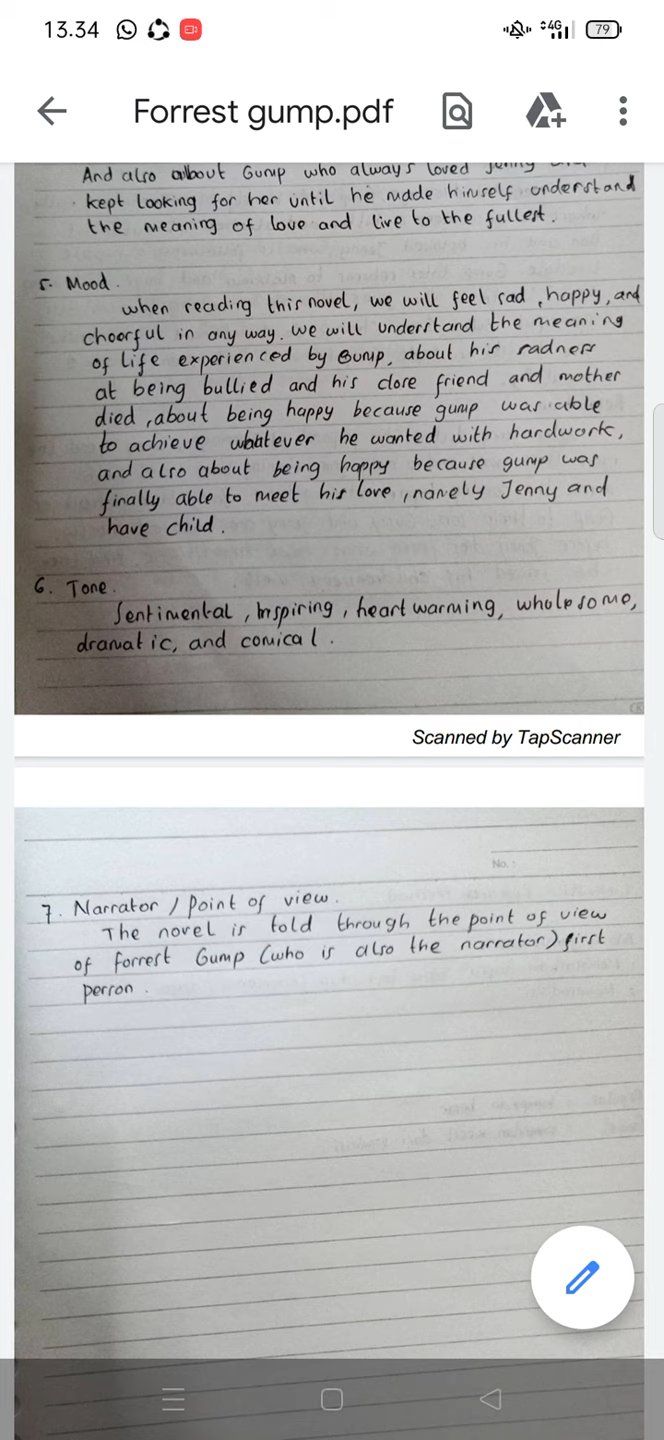 13.34
4G
79
Forrest gump.pdf
And also about Gump who always loved Jenny
kept looking for her until he made himself understand
the meaning of love and live to the fullest.
5. Mood.
when reading this novel, we will feel sad, happy, and
choorful in any way. we will understand the meaning
of life experienced by Gump, about his sadness
at being bullied and his close friend and mother
died, about being happy because gump was able
to achieve whatever he wanted with hardwork,
and also about being happy because gump was
finally able to meet his love, namely Jenny and
have child.
6. Tone.
Sentimental, Inspiring, heart warming, wholesome,
dramatic, and comical.
Scanned by TapScanner
No.:
7. Narrator / Point of view.
The novel is told through the point of view
of Forrest Gump (who is also the narrator) first
person.